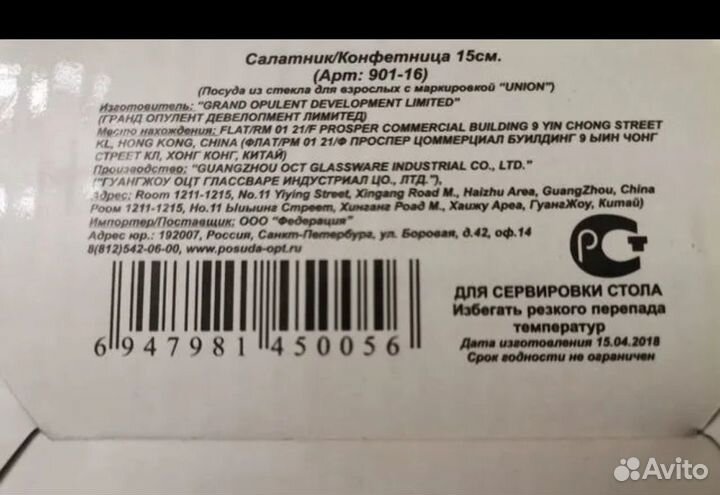 Салатник/Конфетница 15см.
(Арт: 901-16)
(Посуда из стекла для взрослых с маркировкой "UNION")
Изготовитель: "GRAND OPULENT DEVELOPMENT LIMITED"
(ГРАНД ОПУЛЕНТ ДЕВЕЛОПМЕНТ ЛИМИТЕД)
Место нахождения: FLAT/RM 01 21/F PROSPER COMMERCIAL BUILDING 9 YIN CHONG STREET
KL, HONG KONG, CHINA (ФЛАТ/РМ 01 21/Ф ПРОСПЕР ЦОММЕРЦИАЛ БУИЛДИНГ 9 ЫИН ЧОНГ
СТРЕЕТ КЛ, ХОНГ КОНГ, КИТАЙ)
Производство: "GUANGZHOU OCT GLASSWARE INDUSTRIAL CO., LTD."
("ГУАНГЖОУ ОЦТ ГЛАССВАРЕ ИНДУСТРИАЛ ЦО., ЛТД."),
Адрес: Room 1211-1215, No.11 Yiying Street, Xingang Road M., Haizhu Area, GuangZhou, China
Роом 1211-1215, Но.11 Ыиыинг Стреет, Хинганг Роад М., Хаижу Ареа, ГуангЖоу, Китай)
Импортер/Поставщик: ООО "Федерация"
Адрес юр.: 192007, Россия, Санкт-Петербург, ул. Боровая, д.42, оф.14
8(812)542-06-00, www.posuda-opt.ru
РСТ
ДЛЯ СЕРВИРОВКИ СТОЛА
Избегать резкого перепада
температур
Дата изготовления 15.04.2018
Срок годности не ограничен
6 947981 450056
Avito